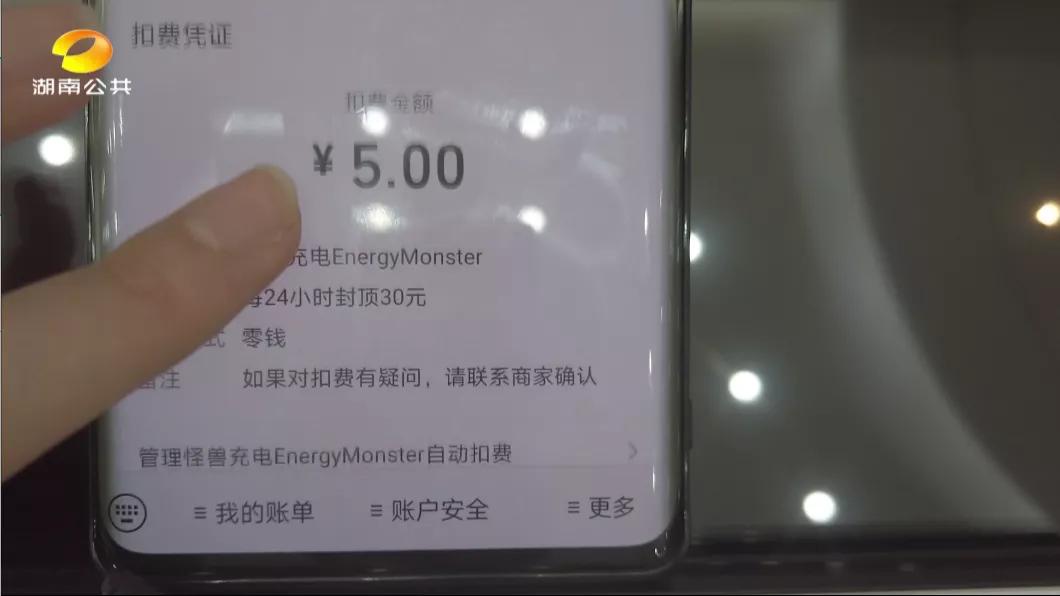 湖南公共
扣费凭证
扣费金额
¥ 5.00
充电EnergyMonster
每24小时封顶30元
式 零钱
备注 如果对扣费有疑问，请联系商家确认
管理怪兽充电EnergyMonster自动扣费
我的账单 账户安全 更多